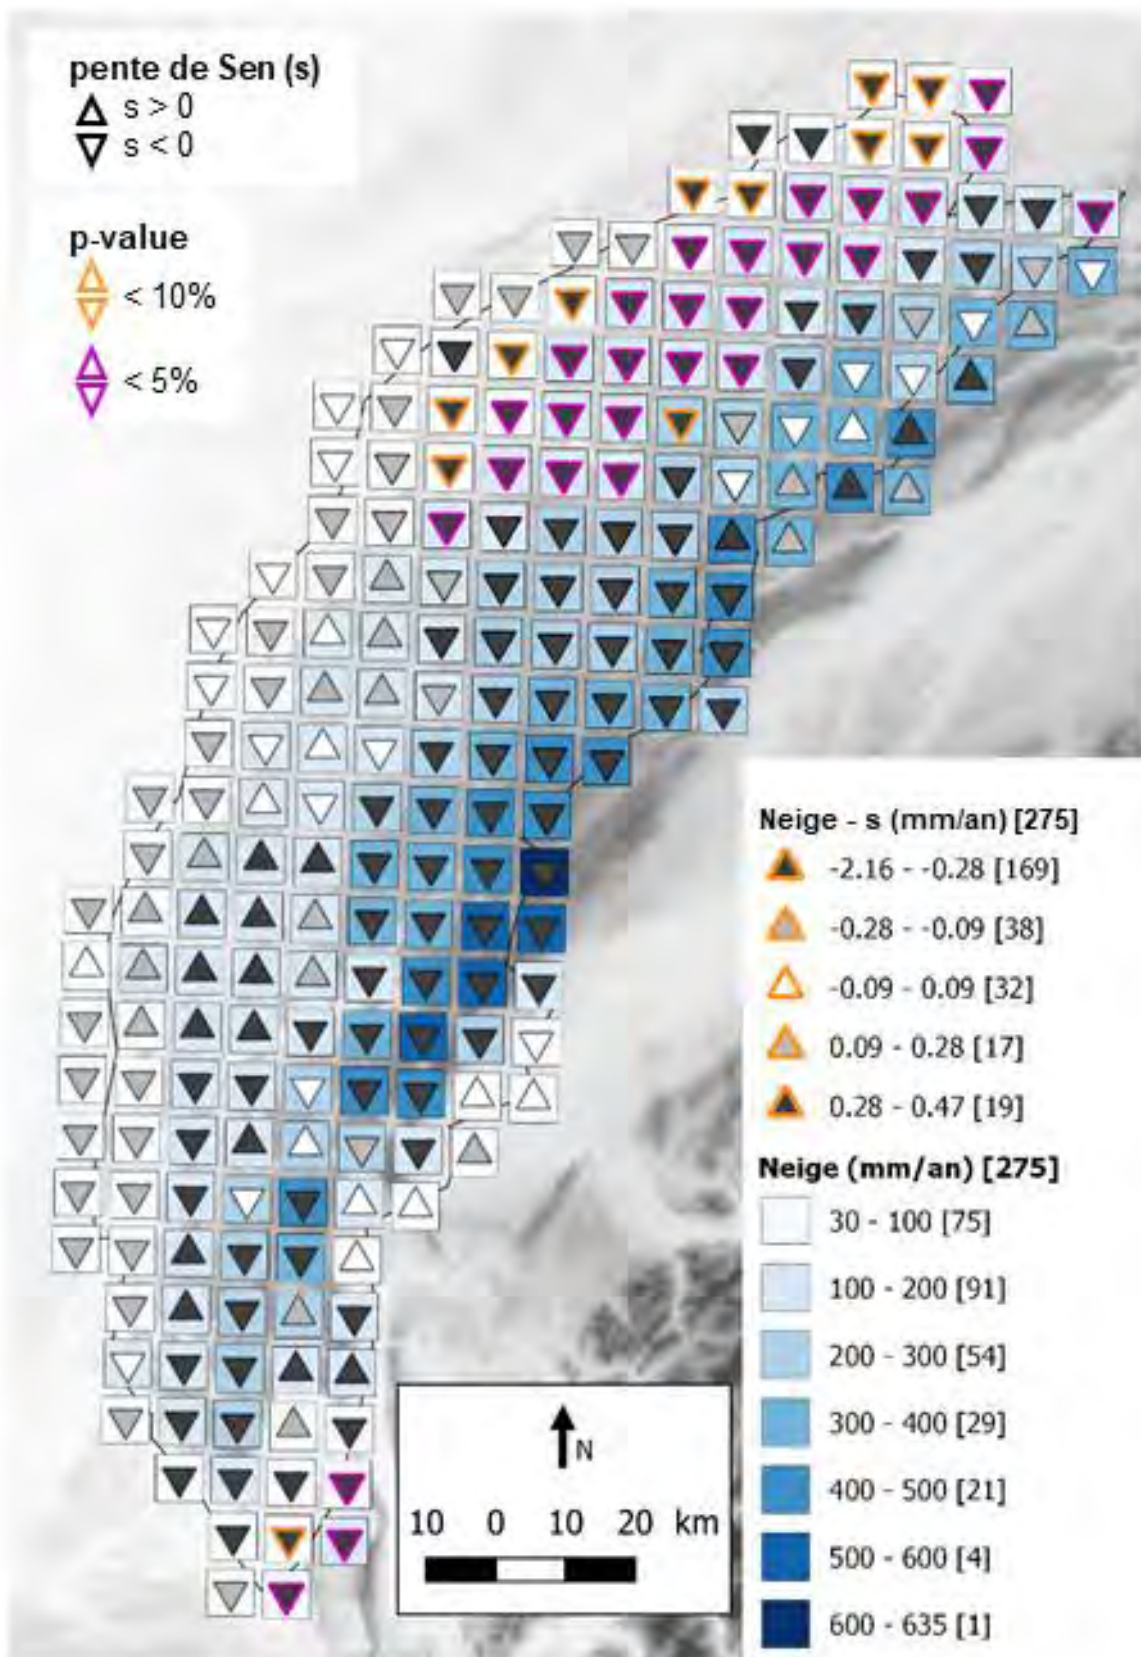 pente de Sen (s)
s > 0
s < 0
p-value
< 10%
< 5%
Neige - s (mm/an) [275]
-2.16 - -0.28 [169]
-0.28 - -0.09 [38]
-0.09 - 0.09 [32]
0.09 - 0.28 [17]
0.28 - 0.47 [19]
Neige (mm/an) [275]
30 - 100 [75]
100 - 200 [91]
200 - 300 [54]
300 - 400 [29]
400 - 500 [21]
500 - 600 [4]
600 - 635 [1]
N
10 0 10 20 km